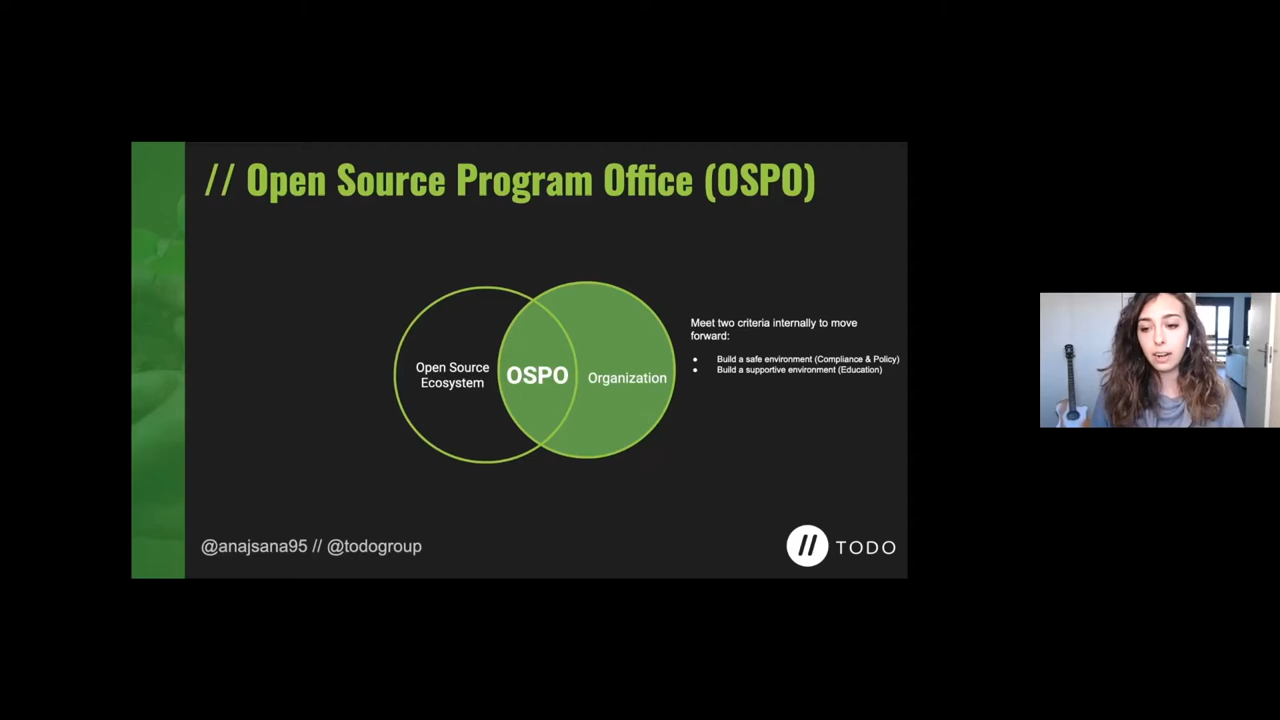 // Open Source Program Office (OSPO)
Open Source
Ecosystem
OSPO
Organization
Meet two criteria internally to move
forward:
● Build a safe environment (Compliance & Policy)
● Build a supportive environment (Education)
@anajsana95 // @todogroup
// TODO